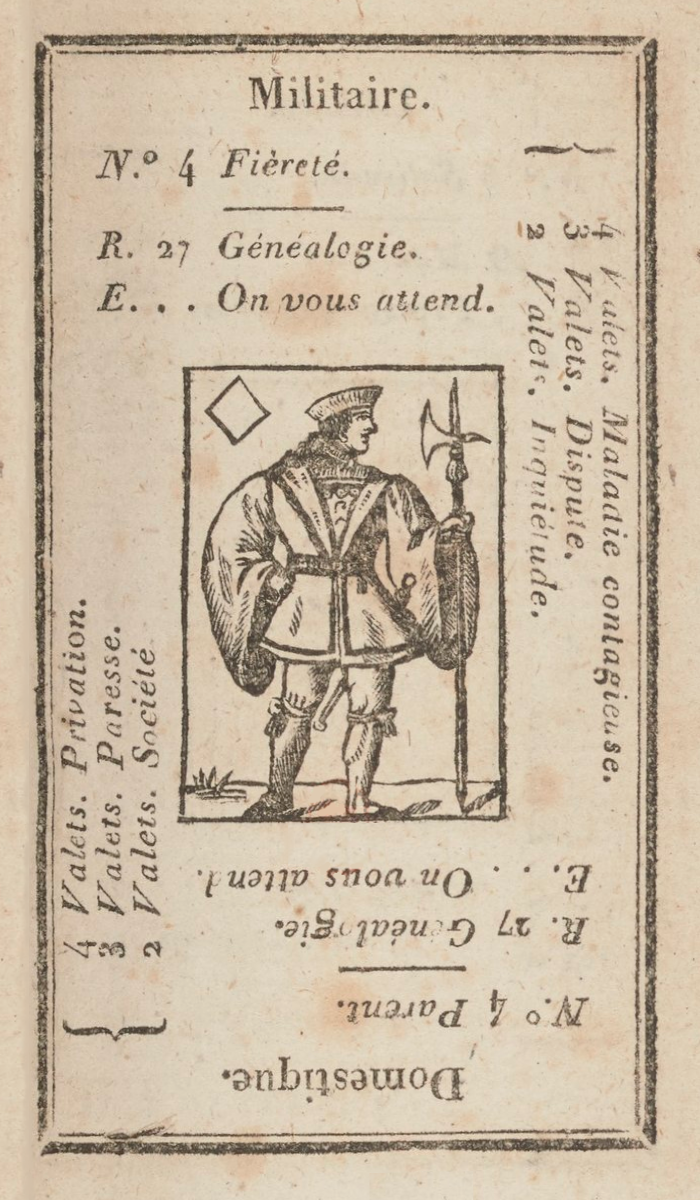 Militaire.
N.º 4 Fièreté.
R. 27 Généalogie.
E. . . On vous attend.
4 Valets. Maladie contagieuse.
3 Valets. Dispute.
2 Valets. Inquiétude.
4 Valets. Privation.
3 Valets. Paresse.
2 Valets. Société
Domestique.
N.º 4 Parent.
R. 27 Généalogie.
E. . . On vous attend.